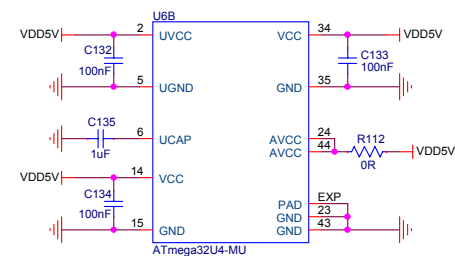 U6B
VDD5V 2 UVCC VCC 34 VDD5V
C132
100nF
C133
100nF
5 UGND GND 35
C135
1uF
6 UCAP AVCC 24
AVCC 44
R112
0R
VDD5V
VDD5V 14 VCC
C134
100nF
PAD EXP
GND 23
15 GND GND 43
ATmega32U4-MU